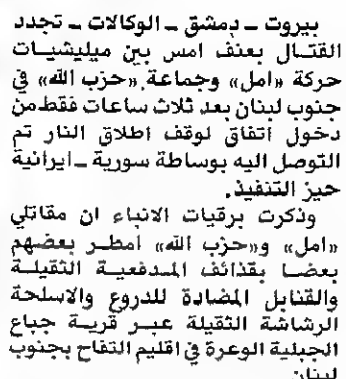 بيروت ـ دمشق ـ الوكالات ـ تجدد
القتال بعنف امس بين ميليشيات
حركة «امل» وجماعة «حزب الله» في
جنوب لبنان بعد ثلاث ساعات فقط من
دخول اتفاق لوقف اطلاق النار تم
التوصل اليه بوساطة سورية ـ ايرانية
حيز التنفيذ.
وذكرت برقيات الانباء ان مقاتلي
«امل» و«حزب الله» امطر بعضهم
بعضا بقذائف المدفعية الثقيلة
والقنابل المضادة للدروع والاسلحة
الرشاشة الثقيلة عبر قرية جباع
الجبلية الوعرة في اقليم التفاح بجنوب
لبنان